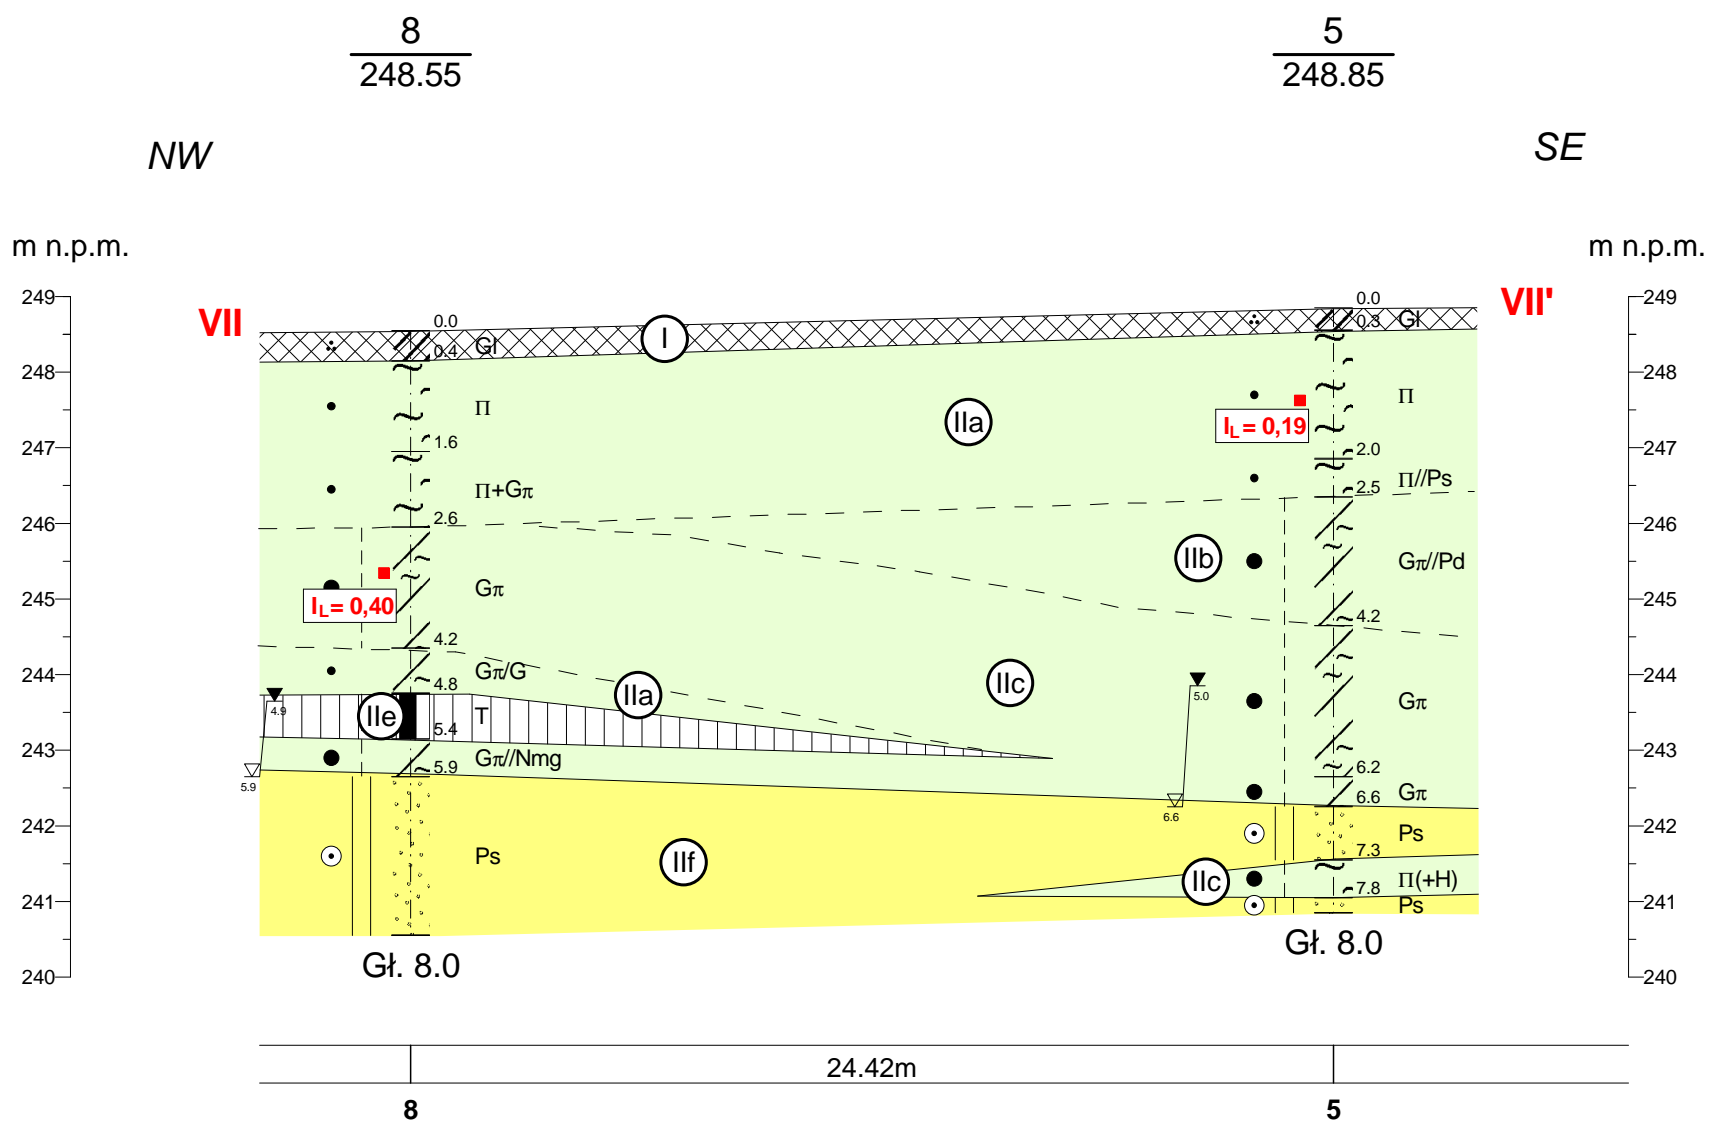 8 5
248.55 248.85
NW SE
m n.p.m. m n.p.m.
249 249
VII VII'
0.0 0.0
Gl 0.3 Gl
0.4
248 248
Π IIa Π
I
I_L = 0,19
1.6 2.0
247 247
Π+Gπ Π//Ps
2.6 2.5
246 246
IIb Gπ//Pd
Gπ
I_L = 0,40
245 245
4.2 4.2
Gπ/G
244 244
4.8 IIa IIc 5.0
4.9 IIe T Gπ
5.4
243 243
Gπ//Nmg
5.9 6.2
5.9 6.6 6.6 Gπ
242 242
Ps IIf Ps
7.3
IIc Π(+H)
7.8
241 241
Ps
Gł. 8.0 Gł. 8.0
240 240
24.42m
8 5